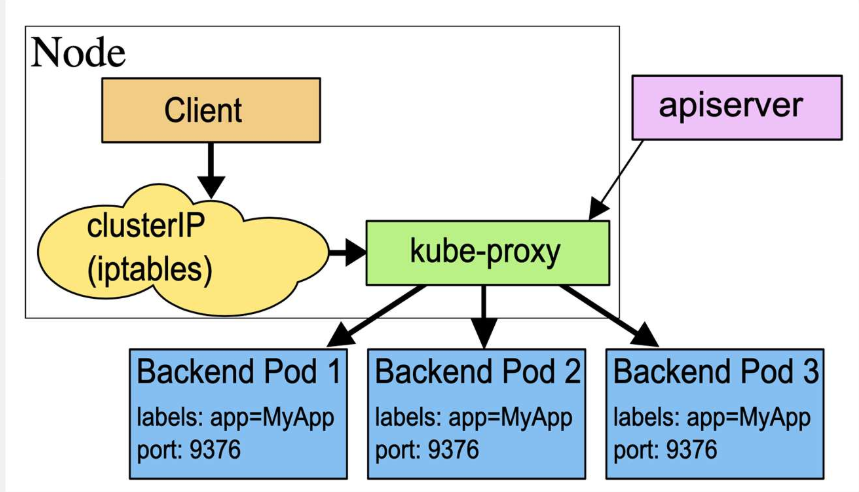 Node
Client
apiserver
clusterIP
(iptables)
kube-proxy
Backend Pod 1
labels: app=MyApp
port: 9376
Backend Pod 2
labels: app=MyApp
port: 9376
Backend Pod 3
labels: app=MyApp
port: 9376